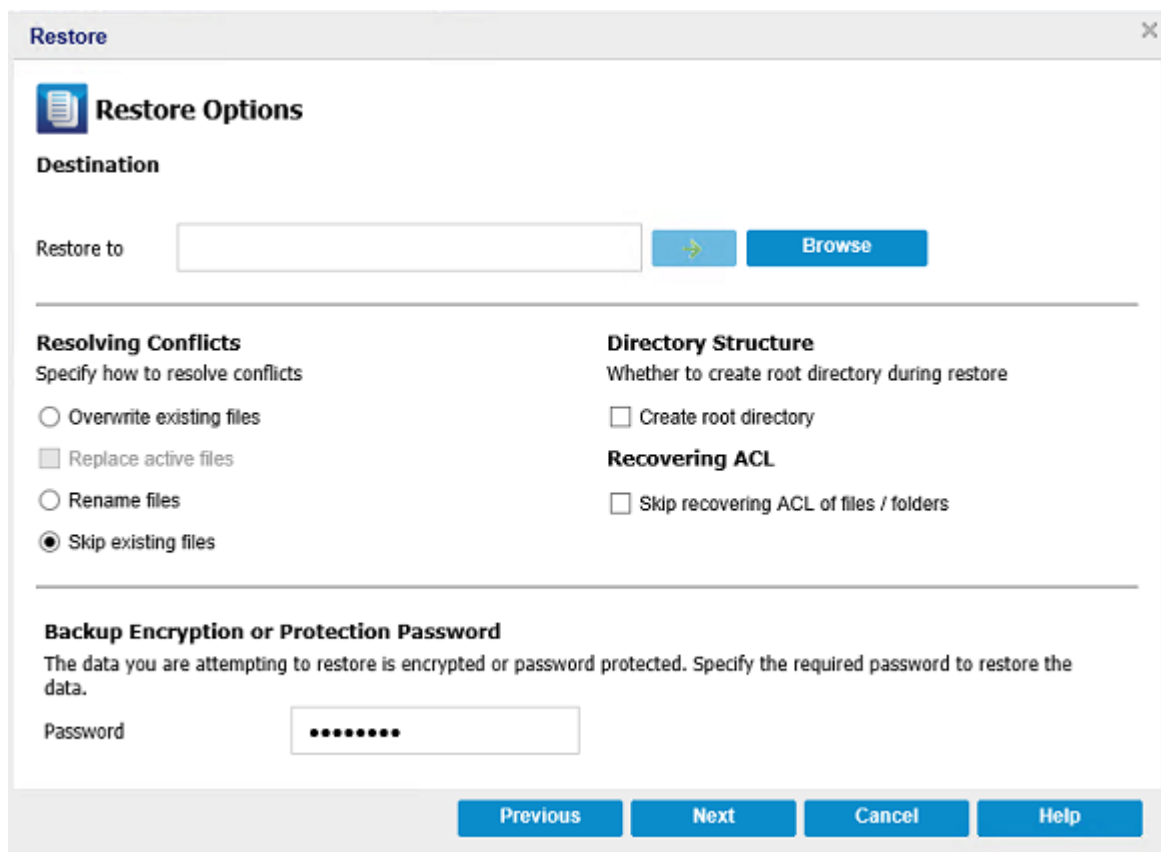 Restore
Restore Options
Destination
Restore to
Browse
Resolving Conflicts
Specify how to resolve conflicts
Overwrite existing files
Replace active files
Rename files
Skip existing files
Directory Structure
Whether to create root directory during restore
Create root directory
Recovering ACL
Skip recovering ACL of files / folders
Backup Encryption or Protection Password
The data you are attempting to restore is encrypted or password protected. Specify the required password to restore the
data.
Password
••••••••
Previous
Next
Cancel
Help